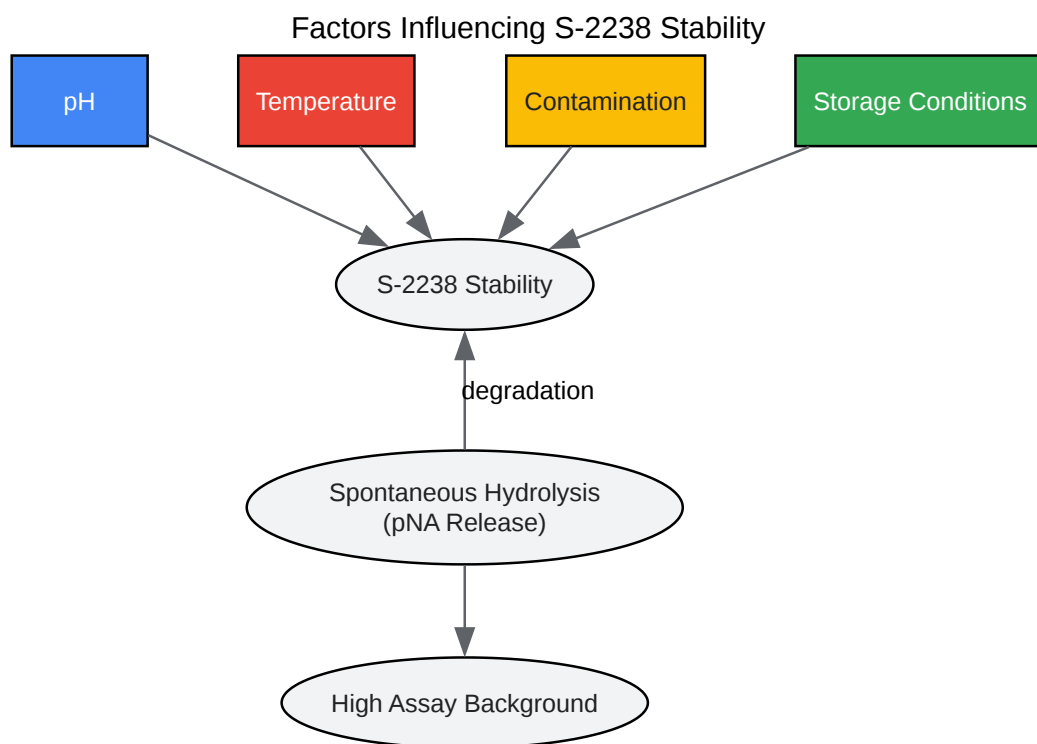 Factors Influencing S-2238 Stability
pH
Temperature
Contamination
Storage Conditions
S-2238 Stability
degradation
Spontaneous Hydrolysis
(pNA Release)
High Assay Background